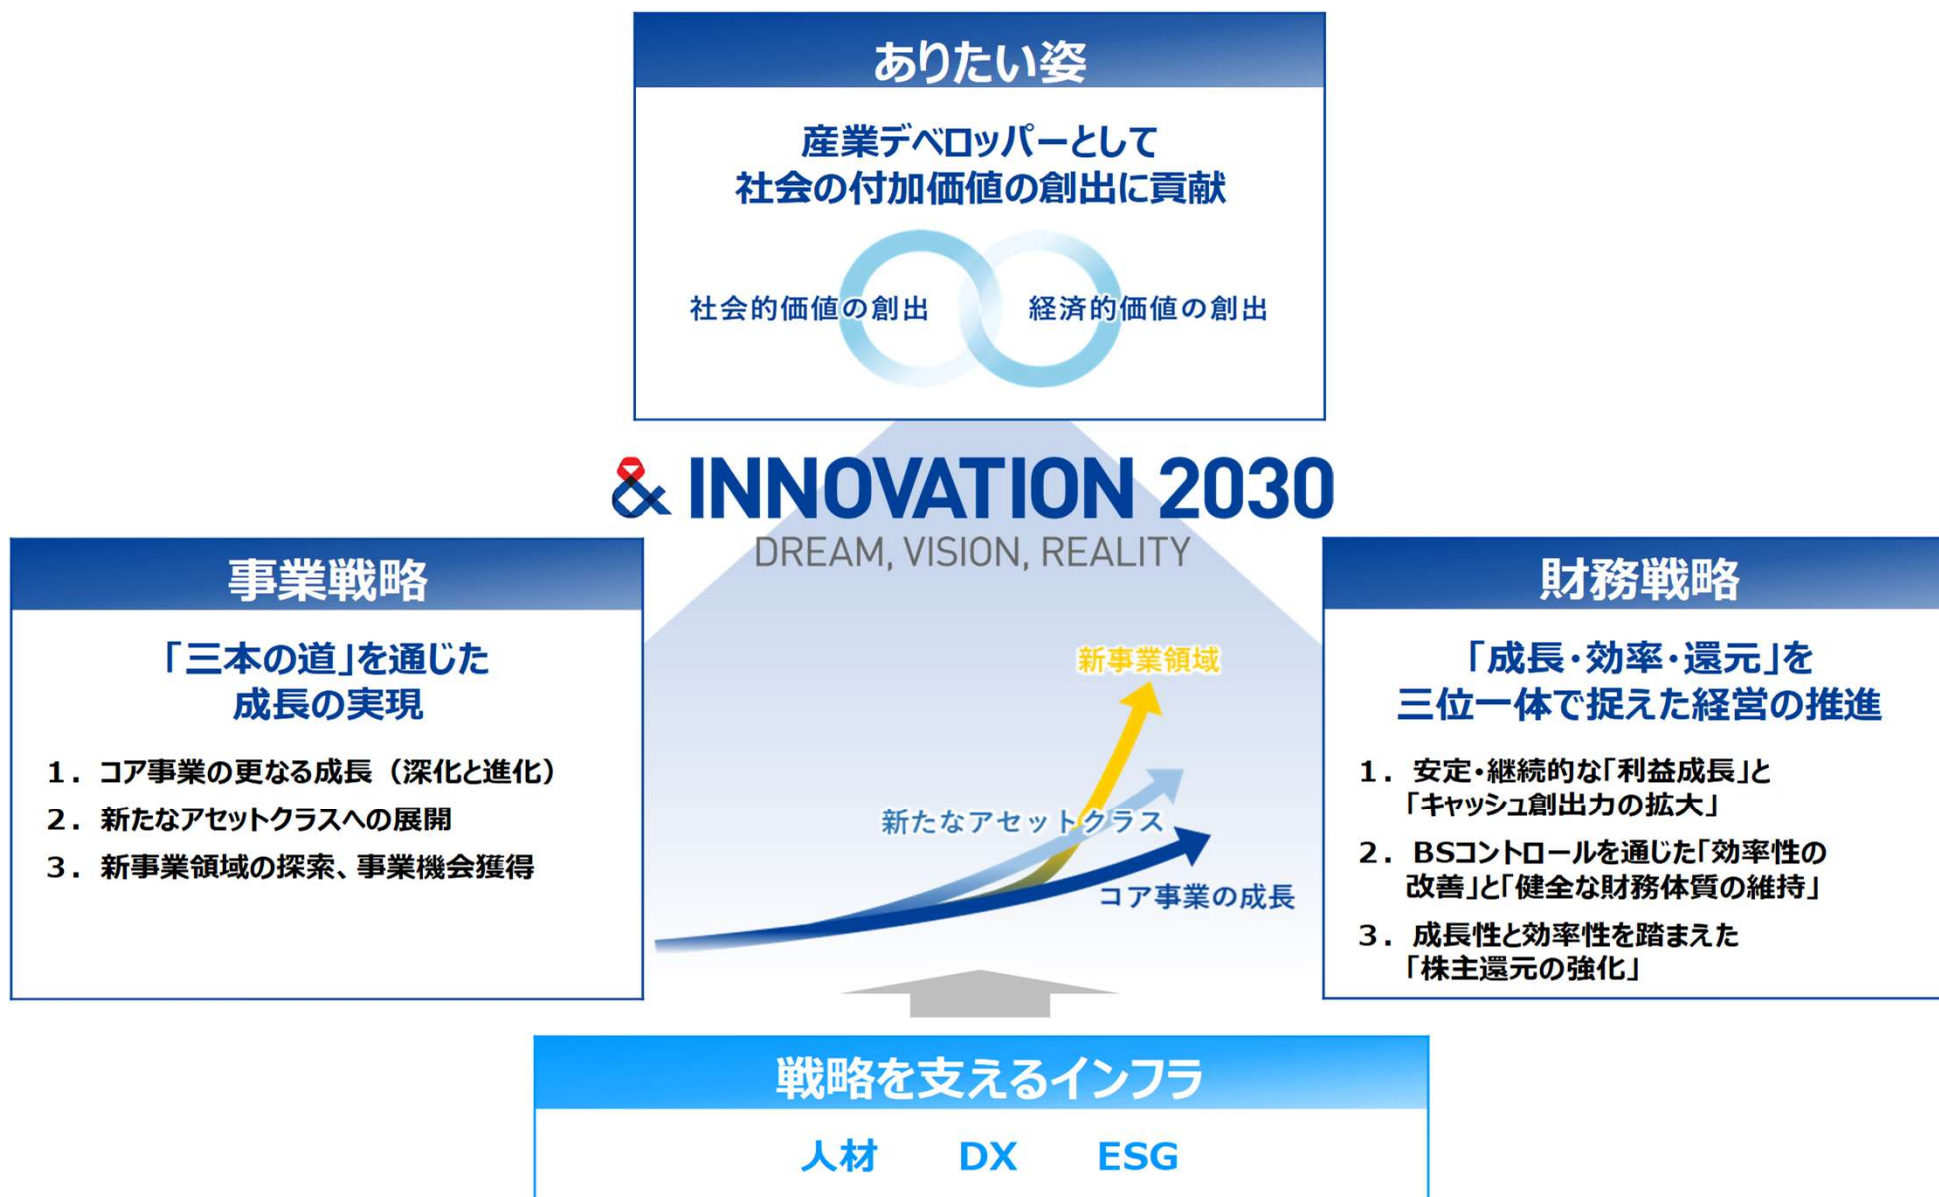 ありたい姿
産業デベロッパーとして
社会の付加価値の創出に貢献
社会的価値の創出
経済的価値の創出
& INNOVATION 2030
DREAM, VISION, REALITY
事業戦略
「三本の道」を通じた
成長の実現
1. コア事業の更なる成長（深化と進化）
2. 新たなアセットクラスへの展開
3. 新事業領域の探索、事業機会獲得
新事業領域
新たなアセットクラス
コア事業の成長
財務戦略
「成長・効率・還元」を
三位一体で捉えた経営の推進
1. 安定・継続的な「利益成長」と
「キャッシュ創出力の拡大」
2. BSコントロールを通じた「効率性の
改善」と「健全な財務体質の維持」
3. 成長性と効率性を踏まえた
「株主還元の強化」
戦略を支えるインフラ
人材 DX ESG